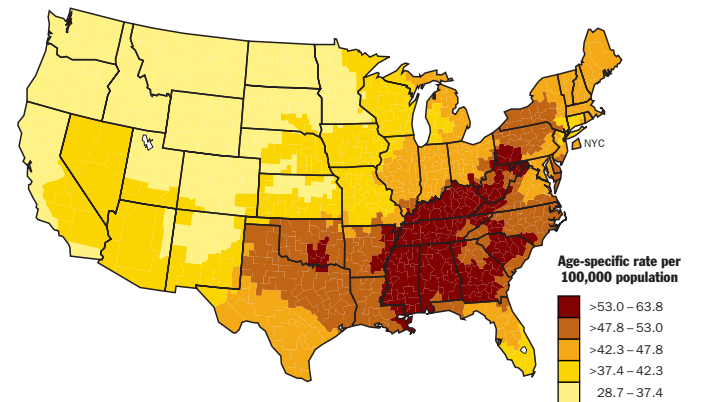 NYC
Age-specific rate per
100,000 population
>53.0–63.8
>47.8–53.0
>42.3–47.8
>37.4–42.3
28.7–37.4